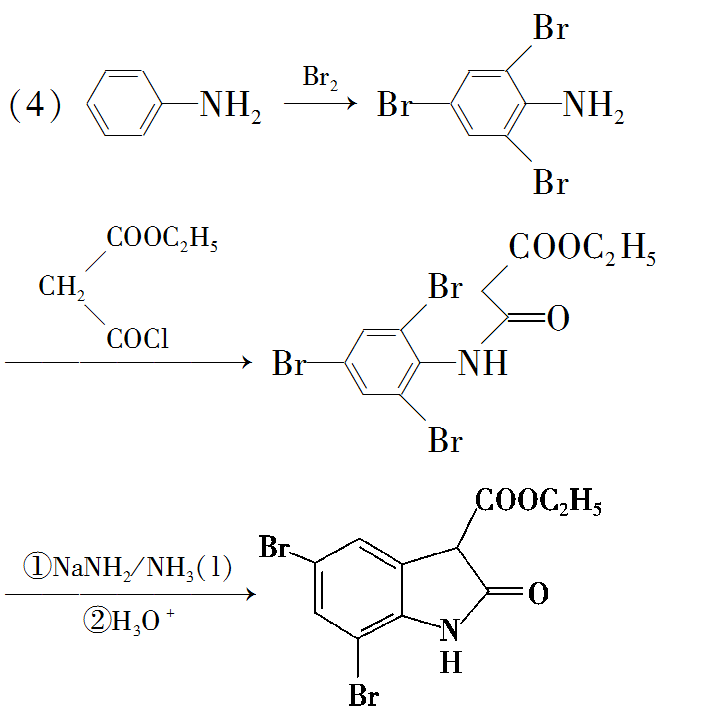 Br
(4) NH₂ Br₂ Br NH₂
Br
COOC₂H₅
COOC₂H₅
CH₂ Br
COCl O
Br NH
Br
COOC₂H₅
①NaNH₂/NH₃(l) Br
②H₃O⁺ O
N
H
Br